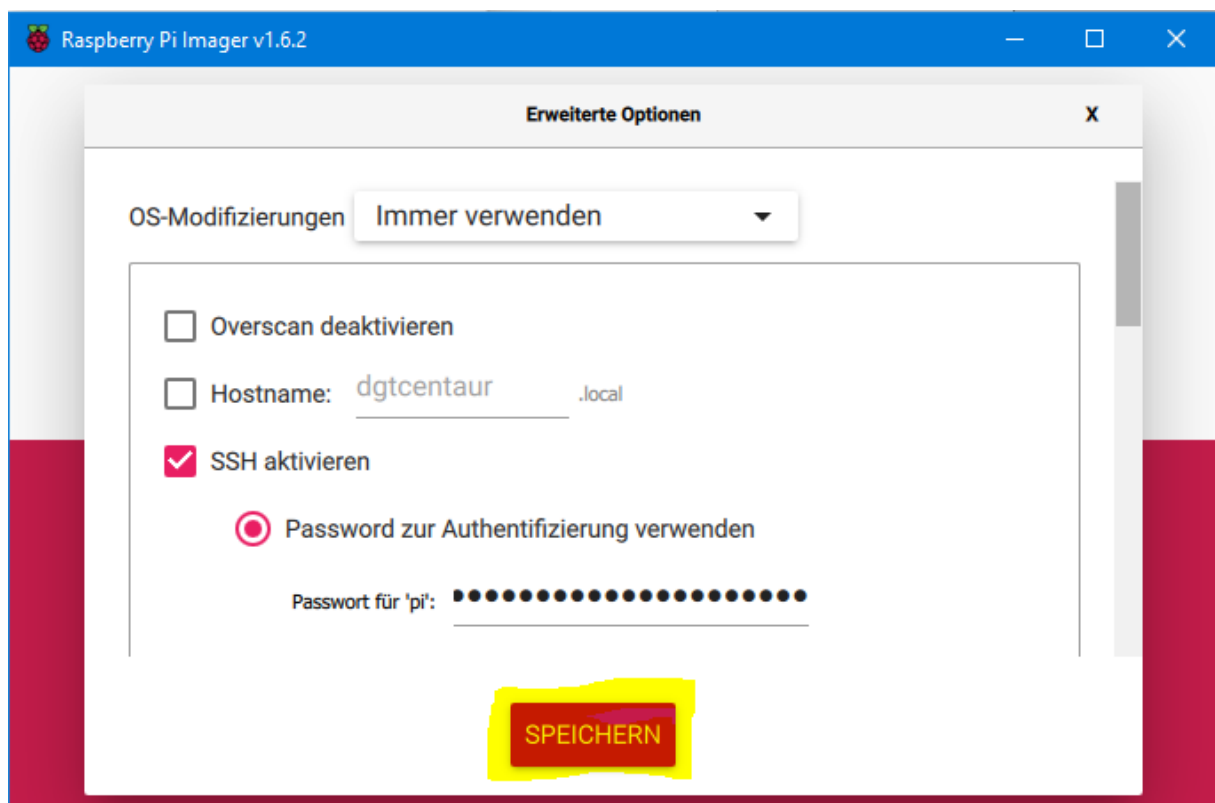 Raspberry Pi Imager v1.6.2
Erweiterte Optionen X
OS-Modifizierungen Immer verwenden
Overscan deaktivieren
Hostname: dgtcentaur .local
SSH aktivieren
Password zur Authentifizierung verwenden
Passwort für 'pi': ●●●●●●●●●●●●●●●●●●●●●
SPEICHERN